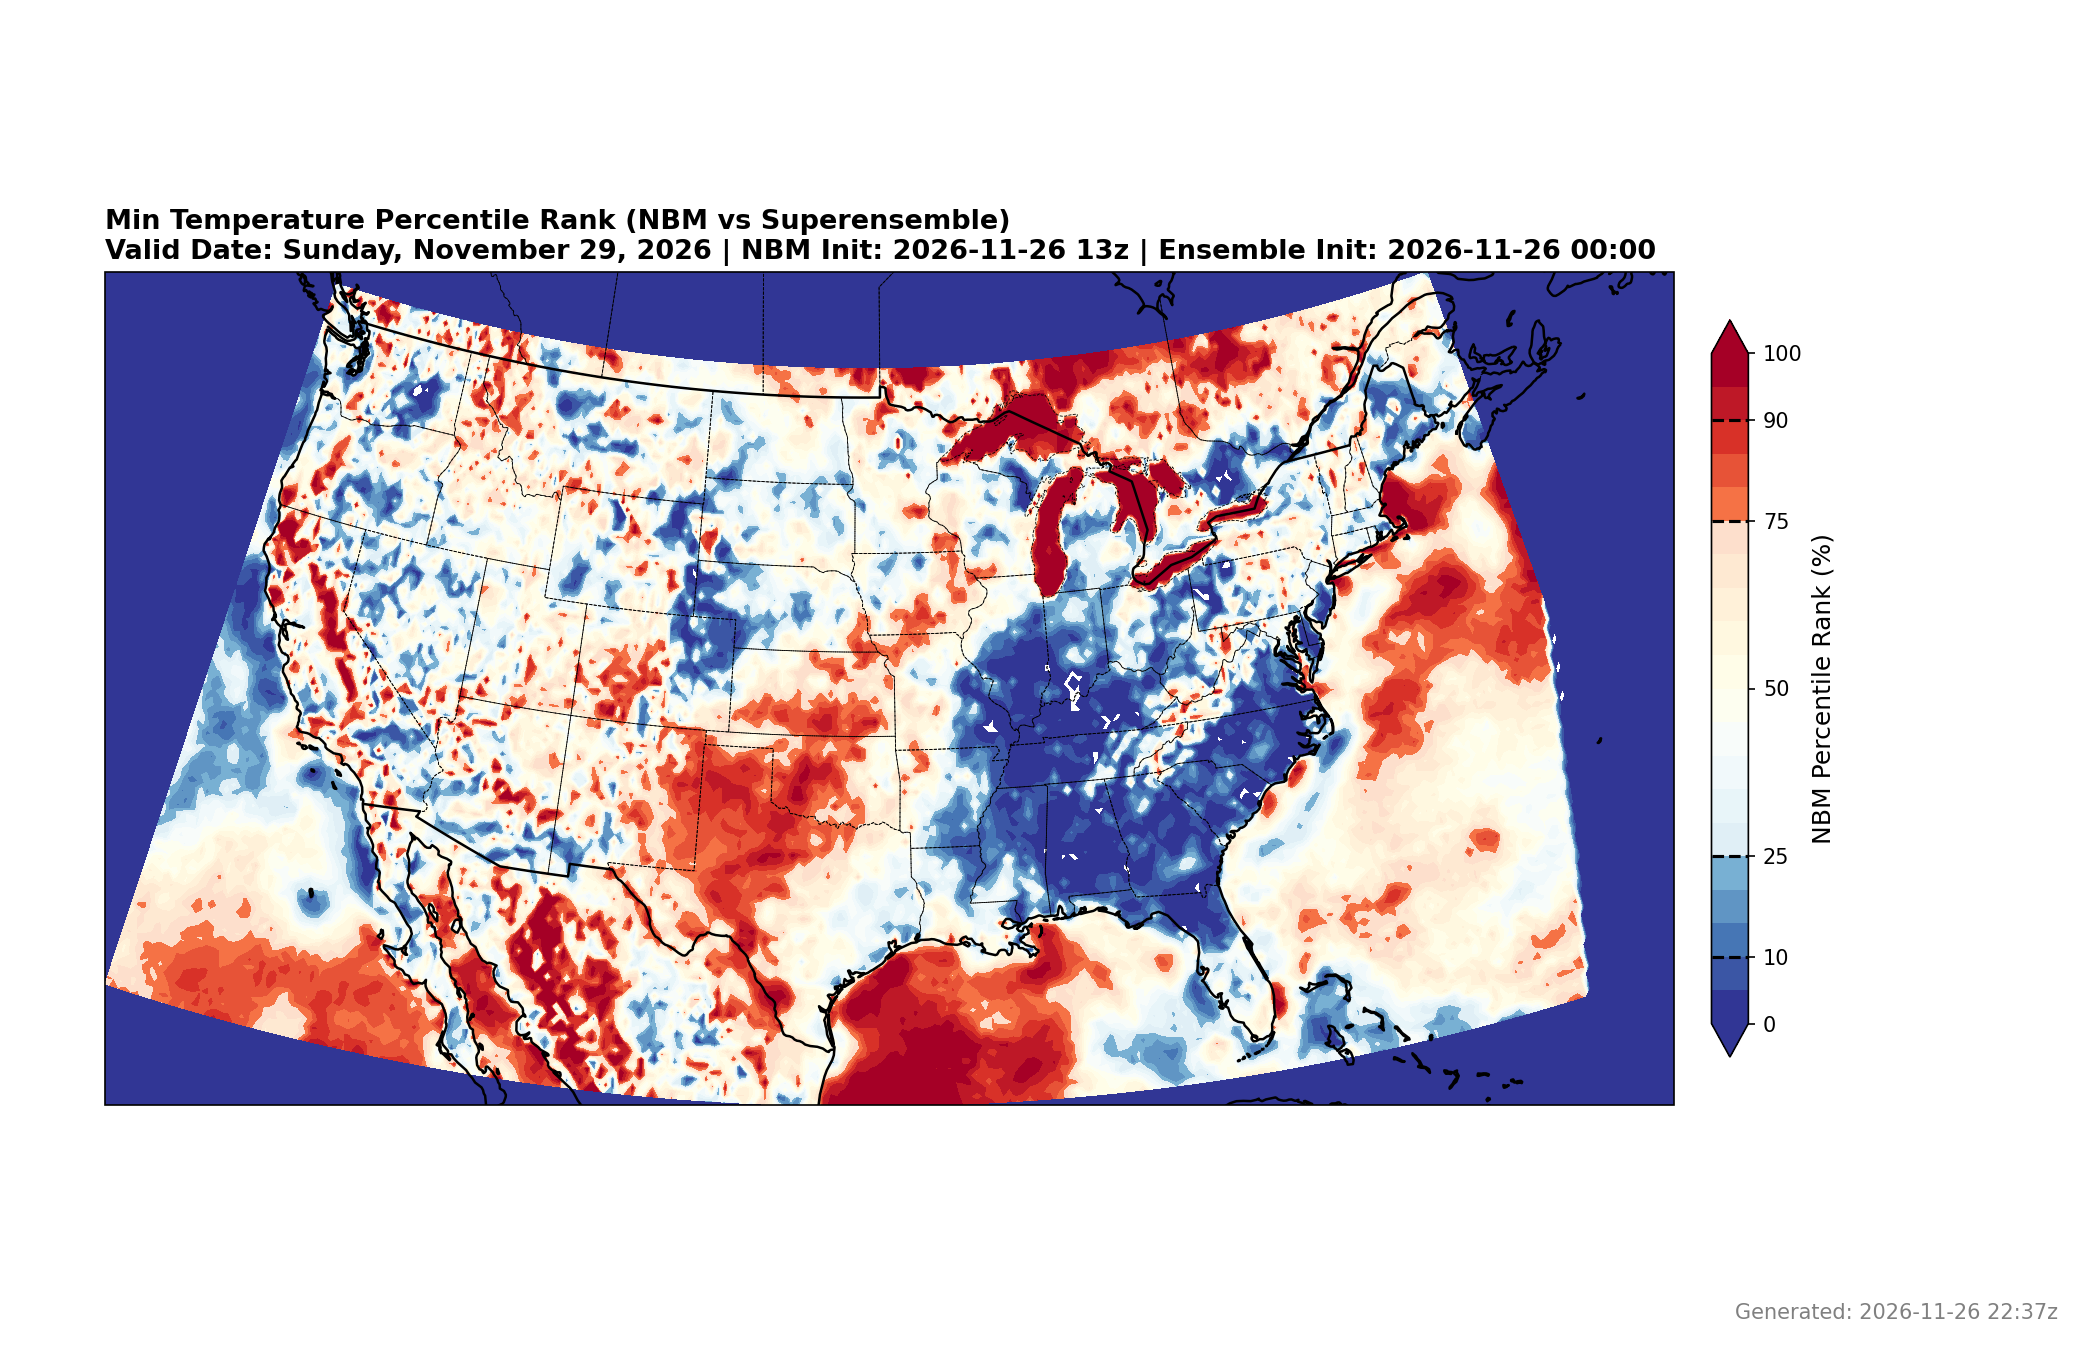 Min Temperature Percentile Rank (NBM vs Superensemble)
Valid Date: Sunday, November 29, 2026 | NBM Init: 2026-11-26 13z | Ensemble Init: 2026-11-26 00:00
100
90
75
50
25
10
0
NBM Percentile Rank (%)
Generated: 2026-11-26 22:37z